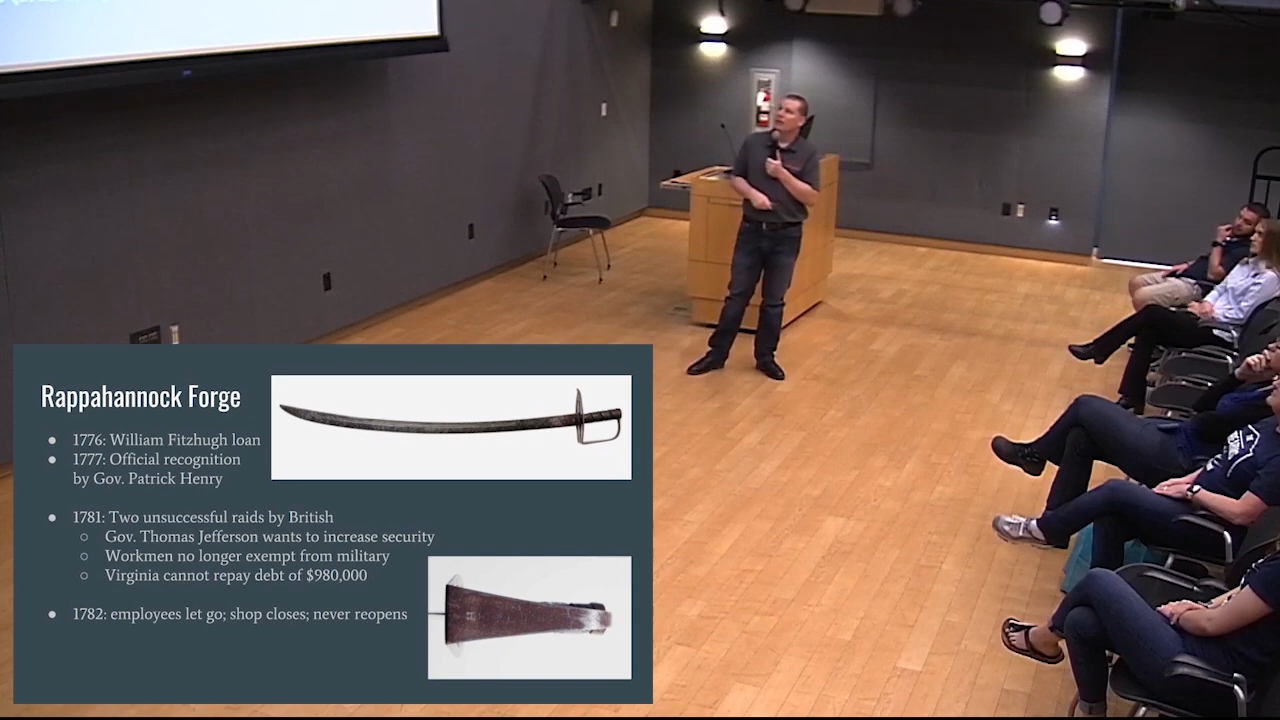 Rappahannock Forge
● 1776: William Fitzhugh loan
● 1777: Official recognition
by Gov. Patrick Henry
● 1781: Two unsuccessful raids by British
○ Gov. Thomas Jefferson wants to increase security
○ Workmen no longer exempt from military
○ Virginia cannot repay debt of $980,000
● 1782: employees let go; shop closes; never reopens